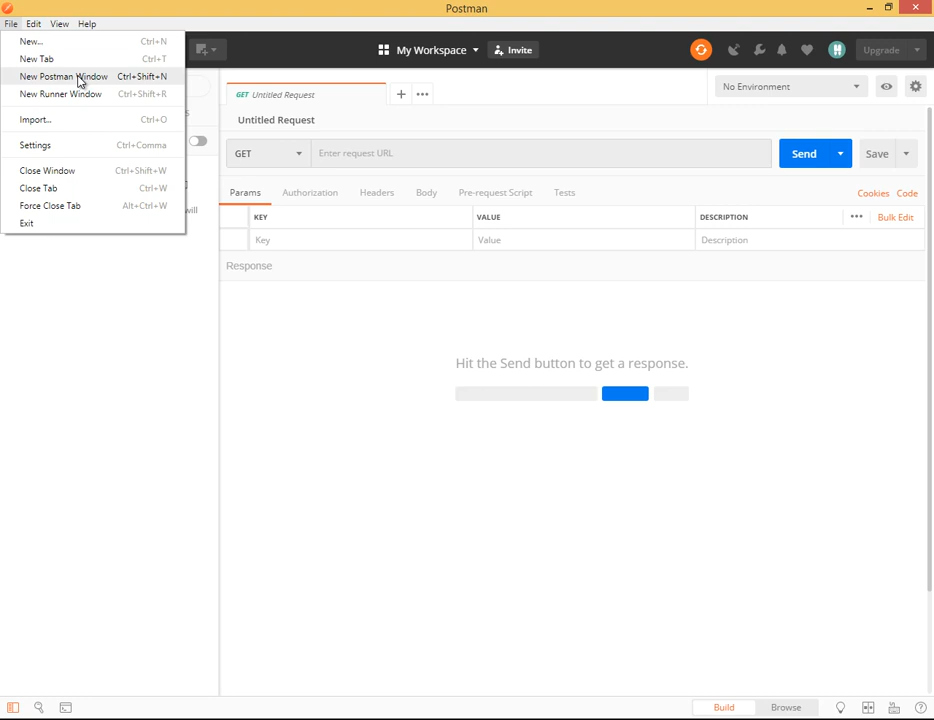 Postman
File Edit View Help
New... Ctrl+N
New Tab Ctrl+T
New Postman Window Ctrl+Shift+N
New Runner Window Ctrl+Shift+R
Import... Ctrl+O
Settings Ctrl+Comma
Close Window Ctrl+Shift+W
Close Tab Ctrl+W
Force Close Tab Alt+Ctrl+W
Exit
will
My Workspace Invite Upgrade
GET Untitled Request No Environment
Untitled Request
GET Enter request URL Send Save
Params Authorization Headers Body Pre-request Script Tests Cookies Code
KEY VALUE DESCRIPTION Bulk Edit
Key Value Description
Response
Hit the Send button to get a response.
Build Browse